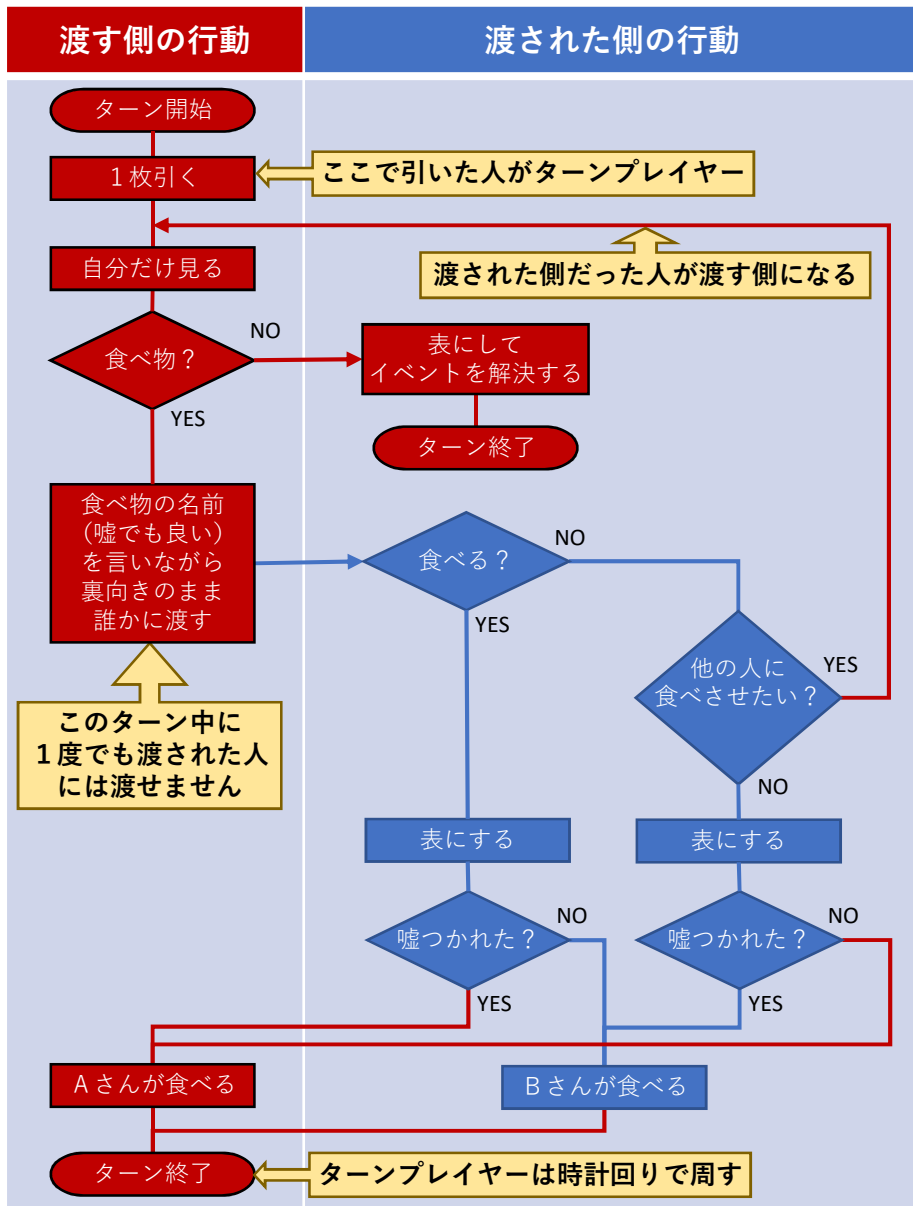 渡す側の行動
渡された側の行動
ターン開始
１枚引く
ここで引いた人がターンプレイヤー
自分だけ見る
渡された側だった人が渡す側になる
食べ物？
NO
YES
表にして
イベントを解決する
ターン終了
食べ物の名前
（嘘でも良い）
を言いながら
裏向きのまま
誰かに渡す
このターン中に
１度でも渡された人
には渡せません
食べる？
NO
YES
他の人に
食べさせたい？
YES
NO
表にする
表にする
嘘つかれた？
NO
YES
嘘つかれた？
NO
YES
Ａさんが食べる
Ｂさんが食べる
ターン終了
ターンプレイヤーは時計回りで周す